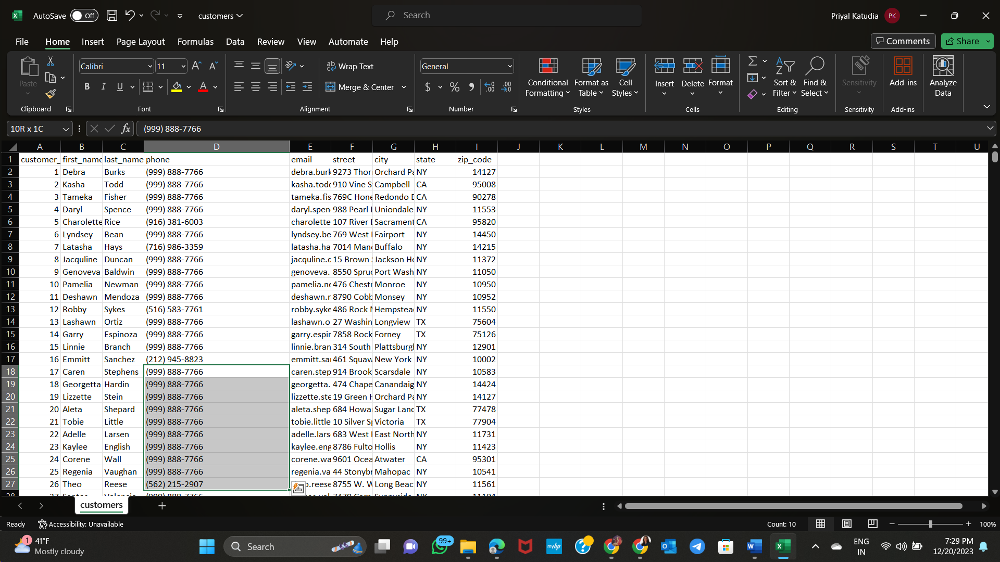 AutoSave Off customers Search Priyal Katudia PK
File Home Insert Page Layout Formulas Data Review View Automate Help Comments Share
Paste Calibri 11 Wrap Text General Conditional Formatting Format as Table Cell Styles Insert Delete Format Sort & Filter Find & Select Sensitivity Add-ins Analyze Data
B I U Merge & Center $ %
Clipboard Font Alignment Number Styles Cells Editing Sensitivity Add-ins
10R x 1C fx (999) 888-7766
A B C D E F G H I J K L M N O P Q R S T U
1 customer_ first_name last_name phone email street city state zip_code
2 1 Debra Burks (999) 888-7766 debra.burk 9273 Thor Orchard Pa NY 14127
3 2 Kasha Todd (999) 888-7766 kasha.todd 910 Vine S Campbell CA 95008
4 3 Tameka Fisher (999) 888-7766 tameka.fis 769C Hone Redondo B CA 90278
5 4 Daryl Spence (999) 888-7766 daryl.spen 988 Pearl L Uniondale NY 11553
6 5 Charolette Rice (916) 381-6003 charolette 107 River D Sacrament CA 95820
7 6 Lyndsey Bean (999) 888-7766 lyndsey.be 769 West Fairport NY 14450
8 7 Latasha Hays (716) 986-3359 latasha.ha 7014 Man Buffalo NY 14215
9 8 Jacquline Duncan (999) 888-7766 jacquline.d 15 Brown Jackson He NY 11372
10 9 Genoveva Baldwin (999) 888-7766 genoveva. 8550 Spruc Port Wash NY 11050
11 10 Pamelia Newman (999) 888-7766 pamelia.ne 476 Chestn Monroe NY 10950
12 11 Deshawn Mendoza (999) 888-7766 deshawn.m 8790 Cobb Monsey NY 10952
13 12 Robby Sykes (516) 583-7761 robby.syke 486 Rock Hempstea NY 11550
14 13 Lashawn Ortiz (999) 888-7766 lashawn.o 27 Washin Longview TX 75604
15 14 Garry Espinoza (999) 888-7766 garry.espin 7858 Rock Forney TX 75126
16 15 Linnie Branch (999) 888-7766 linnie.bran 314 South Plattsburgh NY 12901
17 16 Emmitt Sanchez (212) 945-8823 emmitt.sa 461 Squaw New York NY 10002
18 17 Caren Stephens (999) 888-7766 caren.step 914 Brook Scarsdale NY 10583
19 18 Georgetta Hardin (999) 888-7766 georgetta. 474 Chape Canandaig NY 14424
20 19 Lizzette Stein (999) 888-7766 lizzette.ste 19 Green H Orchard Pa NY 14127
21 20 Aleta Shepard (999) 888-7766 aleta.shep 684 Howa Sugar Land TX 77478
22 21 Tobie Little (999) 888-7766 tobie.little 10 Silver Sp Victoria TX 77904
23 22 Adelle Larsen (999) 888-7766 adelle.lars 683 West East North NY 11731
24 23 Kaylee English (999) 888-7766 kaylee.eng 8786 Fulto Hollis NY 11423
25 24 Corene Wall (999) 888-7766 corene.wa 9601 Ocea Atwater CA 95301
26 25 Regenia Vaughan (999) 888-7766 regenia.va 44 Stonybr Mahopac NY 10541
27 26 Theo Reese (562) 215-2907 o.reese 8755 W. W Long Beac NY 11561
customers
Ready Accessibility: Unavailable Count: 10 100%
1 41°F Mostly cloudy Search 99+ myhp ENG IN 7:29 PM 12/20/2023